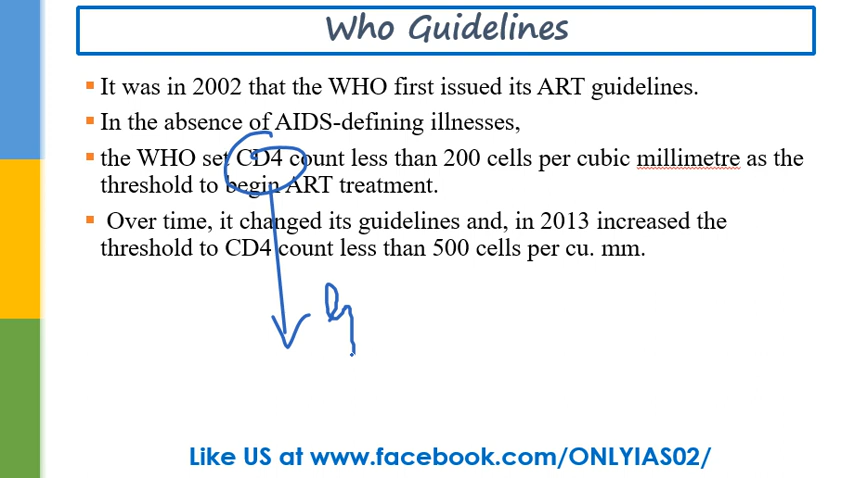 Who Guidelines
▪ It was in 2002 that the WHO first issued its ART guidelines.
▪ In the absence of AIDS-defining illnesses,
▪ the WHO set CD4 count less than 200 cells per cubic millimetre as the
threshold to begin ART treatment.
▪ Over time, it changed its guidelines and, in 2013 increased the
threshold to CD4 count less than 500 cells per cu. mm.
Like US at www.facebook.com/ONLYIAS02/